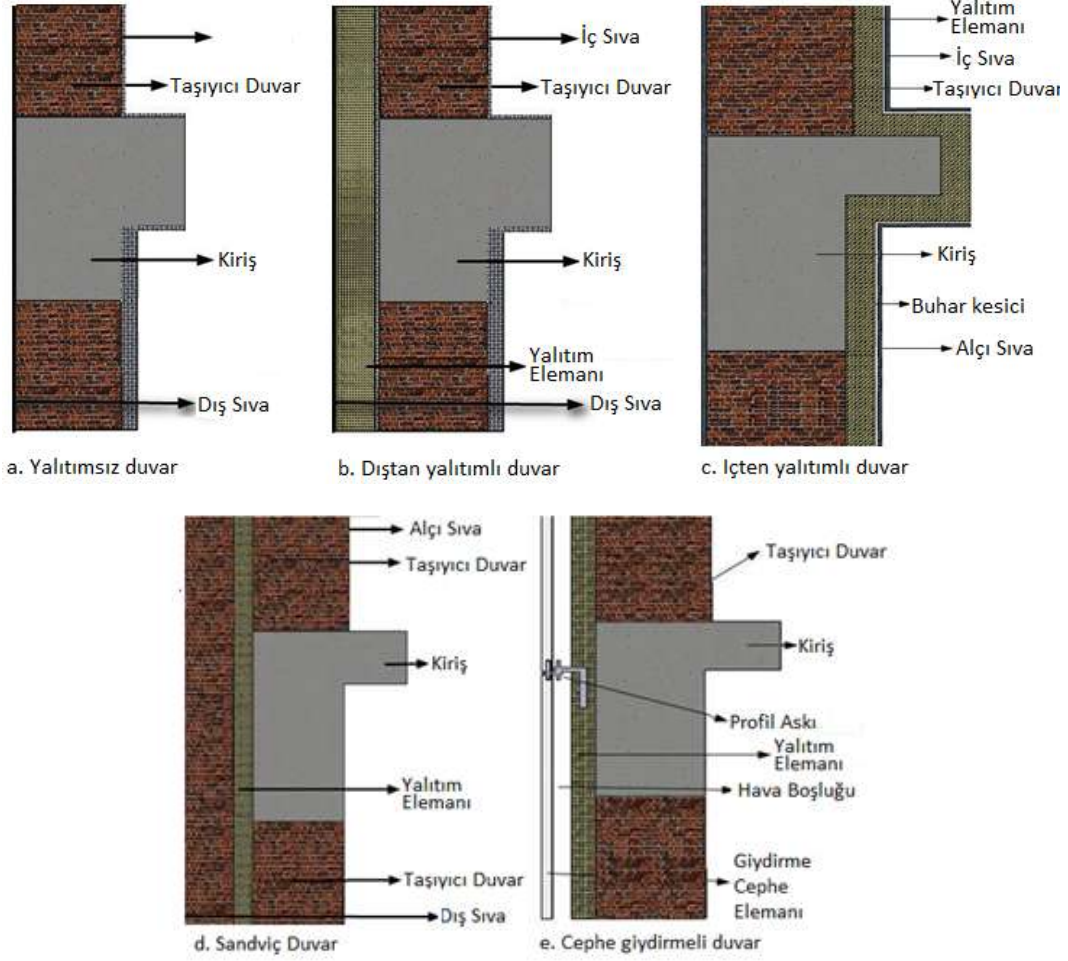 Taşıyıcı Duvar
Kiriş
Dış Sıva
a. Yalıtımsız duvar
İç Sıva
Taşıyıcı Duvar
Kiriş
Yalıtım
Elemanı
Dış Sıva
b. Dıştan yalıtımlı duvar
Yalıtım
Elemanı
İç Sıva
Taşıyıcı Duvar
Kiriş
Buhar kesici
Alçı Sıva
c. Içten yalıtımlı duvar
Alçı Sıva
Taşıyıcı Duvar
Kiriş
Yalıtım
Elemanı
Taşıyıcı Duvar
Dış Sıva
d. Sandviç Duvar
Taşıyıcı Duvar
Kiriş
Profil Askı
Yalıtım
Elemanı
Hava Boşluğu
Giydirme
Cephe
Elemanı
e. Cephe giydirmeli duvar